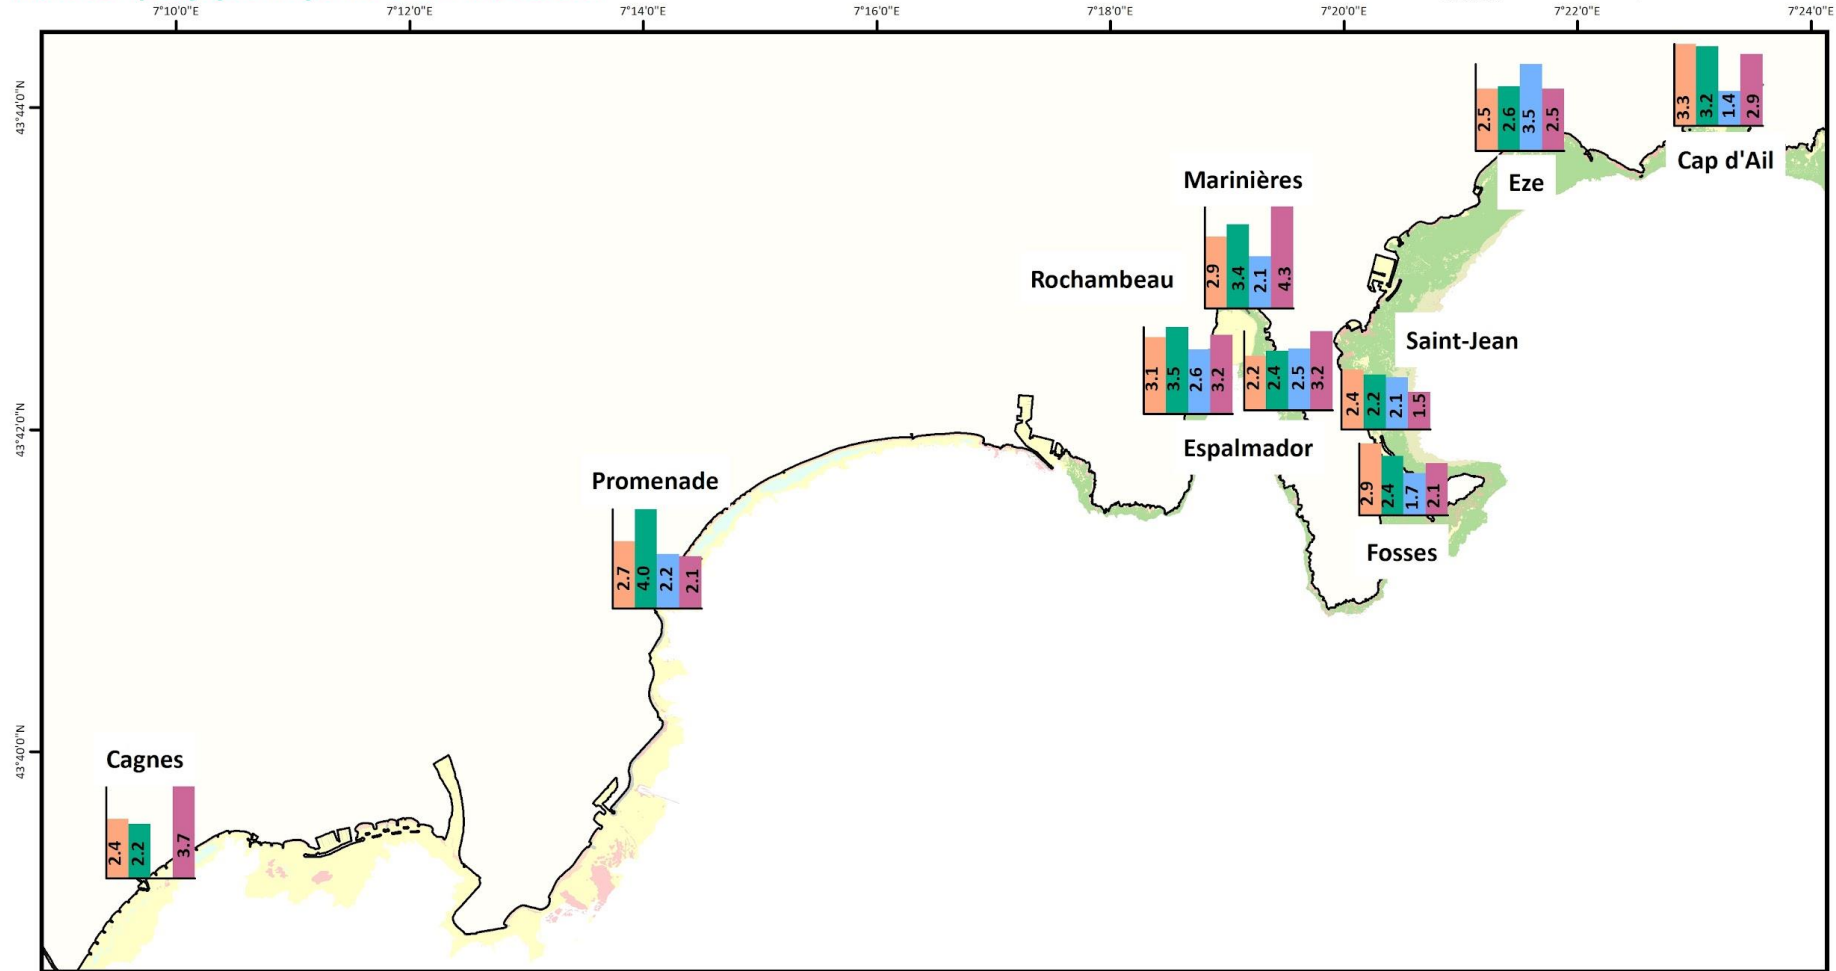 7°10'0"E 7°12'0"E 7°14'0"E 7°16'0"E 7°18'0"E 7°20'0"E 7°22'0"E 7°24'0"E
43°44'0"N
43°42'0"N
43°40'0"N
3.3 3.2 1.4 2.9
Cap d'Ail
2.5 2.6 3.5 2.5
Eze
Marinières
2.9 3.4 2.1 4.3
Rochambeau
3.1 3.5 2.6 3.2
2.2 2.4 2.5 3.2
Espalmador
Saint-Jean
2.4 2.2 2.1 1.5
2.9 2.4 1.7 2.1
Fosses
Promenade
2.7 4.0 2.2 2.1
Cagnes
2.4 2.2 3.7